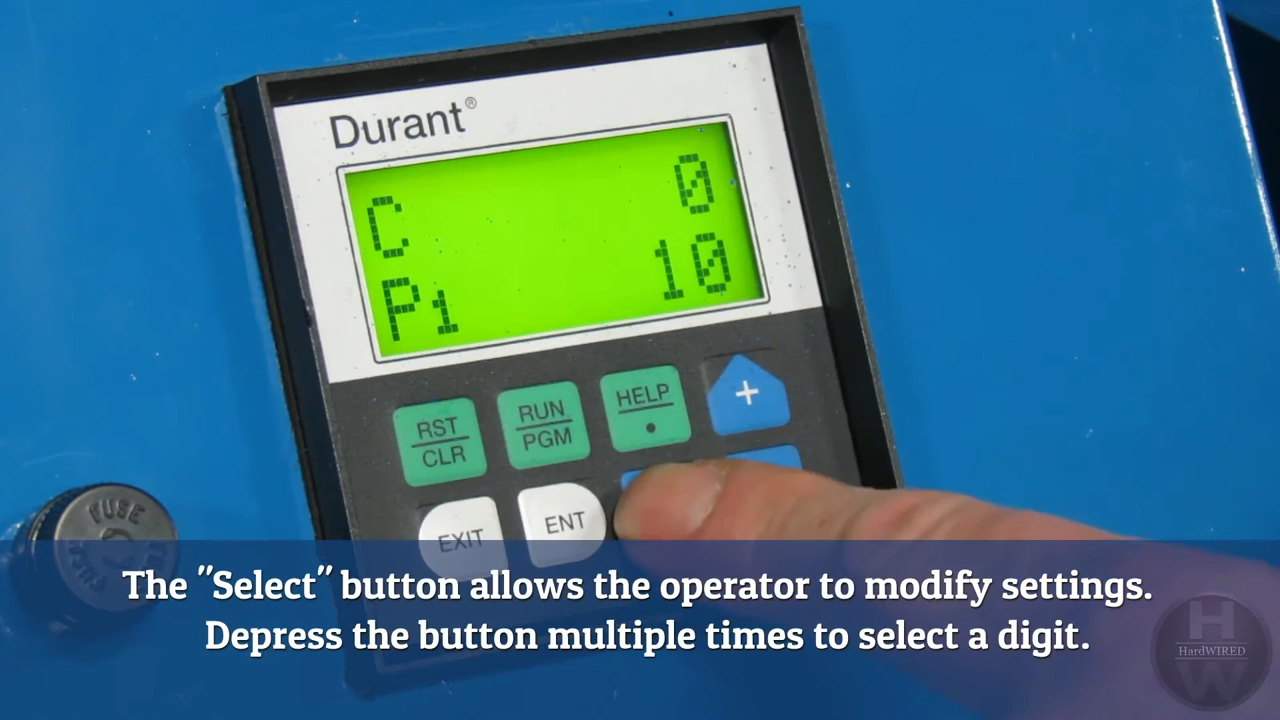 Durant®
C 0
P1 10
RST
CLR
RUN
PGM
HELP
•
+
EXIT
ENT
FUSE
The "Select" button allows the operator to modify settings.
Depress the button multiple times to select a digit.
H
HardWIRED
W